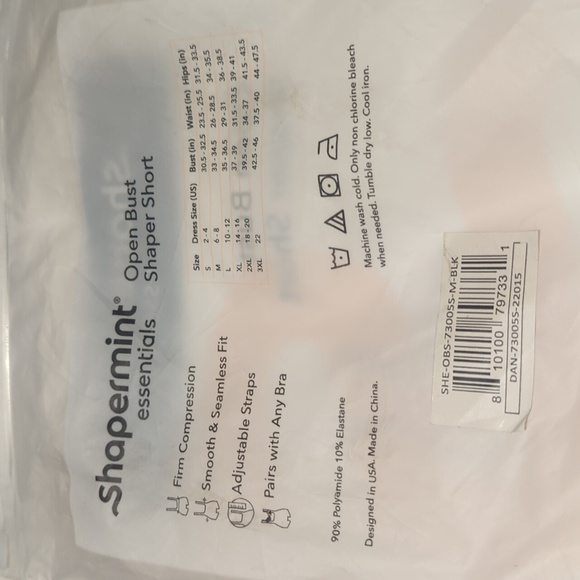 Shapermint®
essentials
Open Bust
Shaper Short
Firm Compression
Smooth & Seamless Fit
Adjustable Straps
Pairs with Any Bra
Size Dress Size (US) Bust (in) Waist (in) Hips (in)
S 2 - 4 30.5 - 32.5 23.5 - 25.5 31.5 - 33.5
M 6 - 8 33 - 34.5 26 - 28.5 34 - 35.5
L 10 - 12 35 - 36.5 29 - 31 36 - 38.5
XL 14 - 16 37 - 39 31.5 - 33.5 39 - 41
2XL 18 - 20 39.5 - 42 34 - 37 41.5 - 43.5
3XL 22 42.5 - 46 37.5 - 40 44 - 47.5
90% Polyamide 10% Elastane
Designed in USA. Made in China.
Machine wash cold. Only non chlorine bleach
when needed. Tumble dry low. Cool iron.
SHE-OBS-73005S-M-BLK
8 10100 79733 1
DAN-73005S-22015